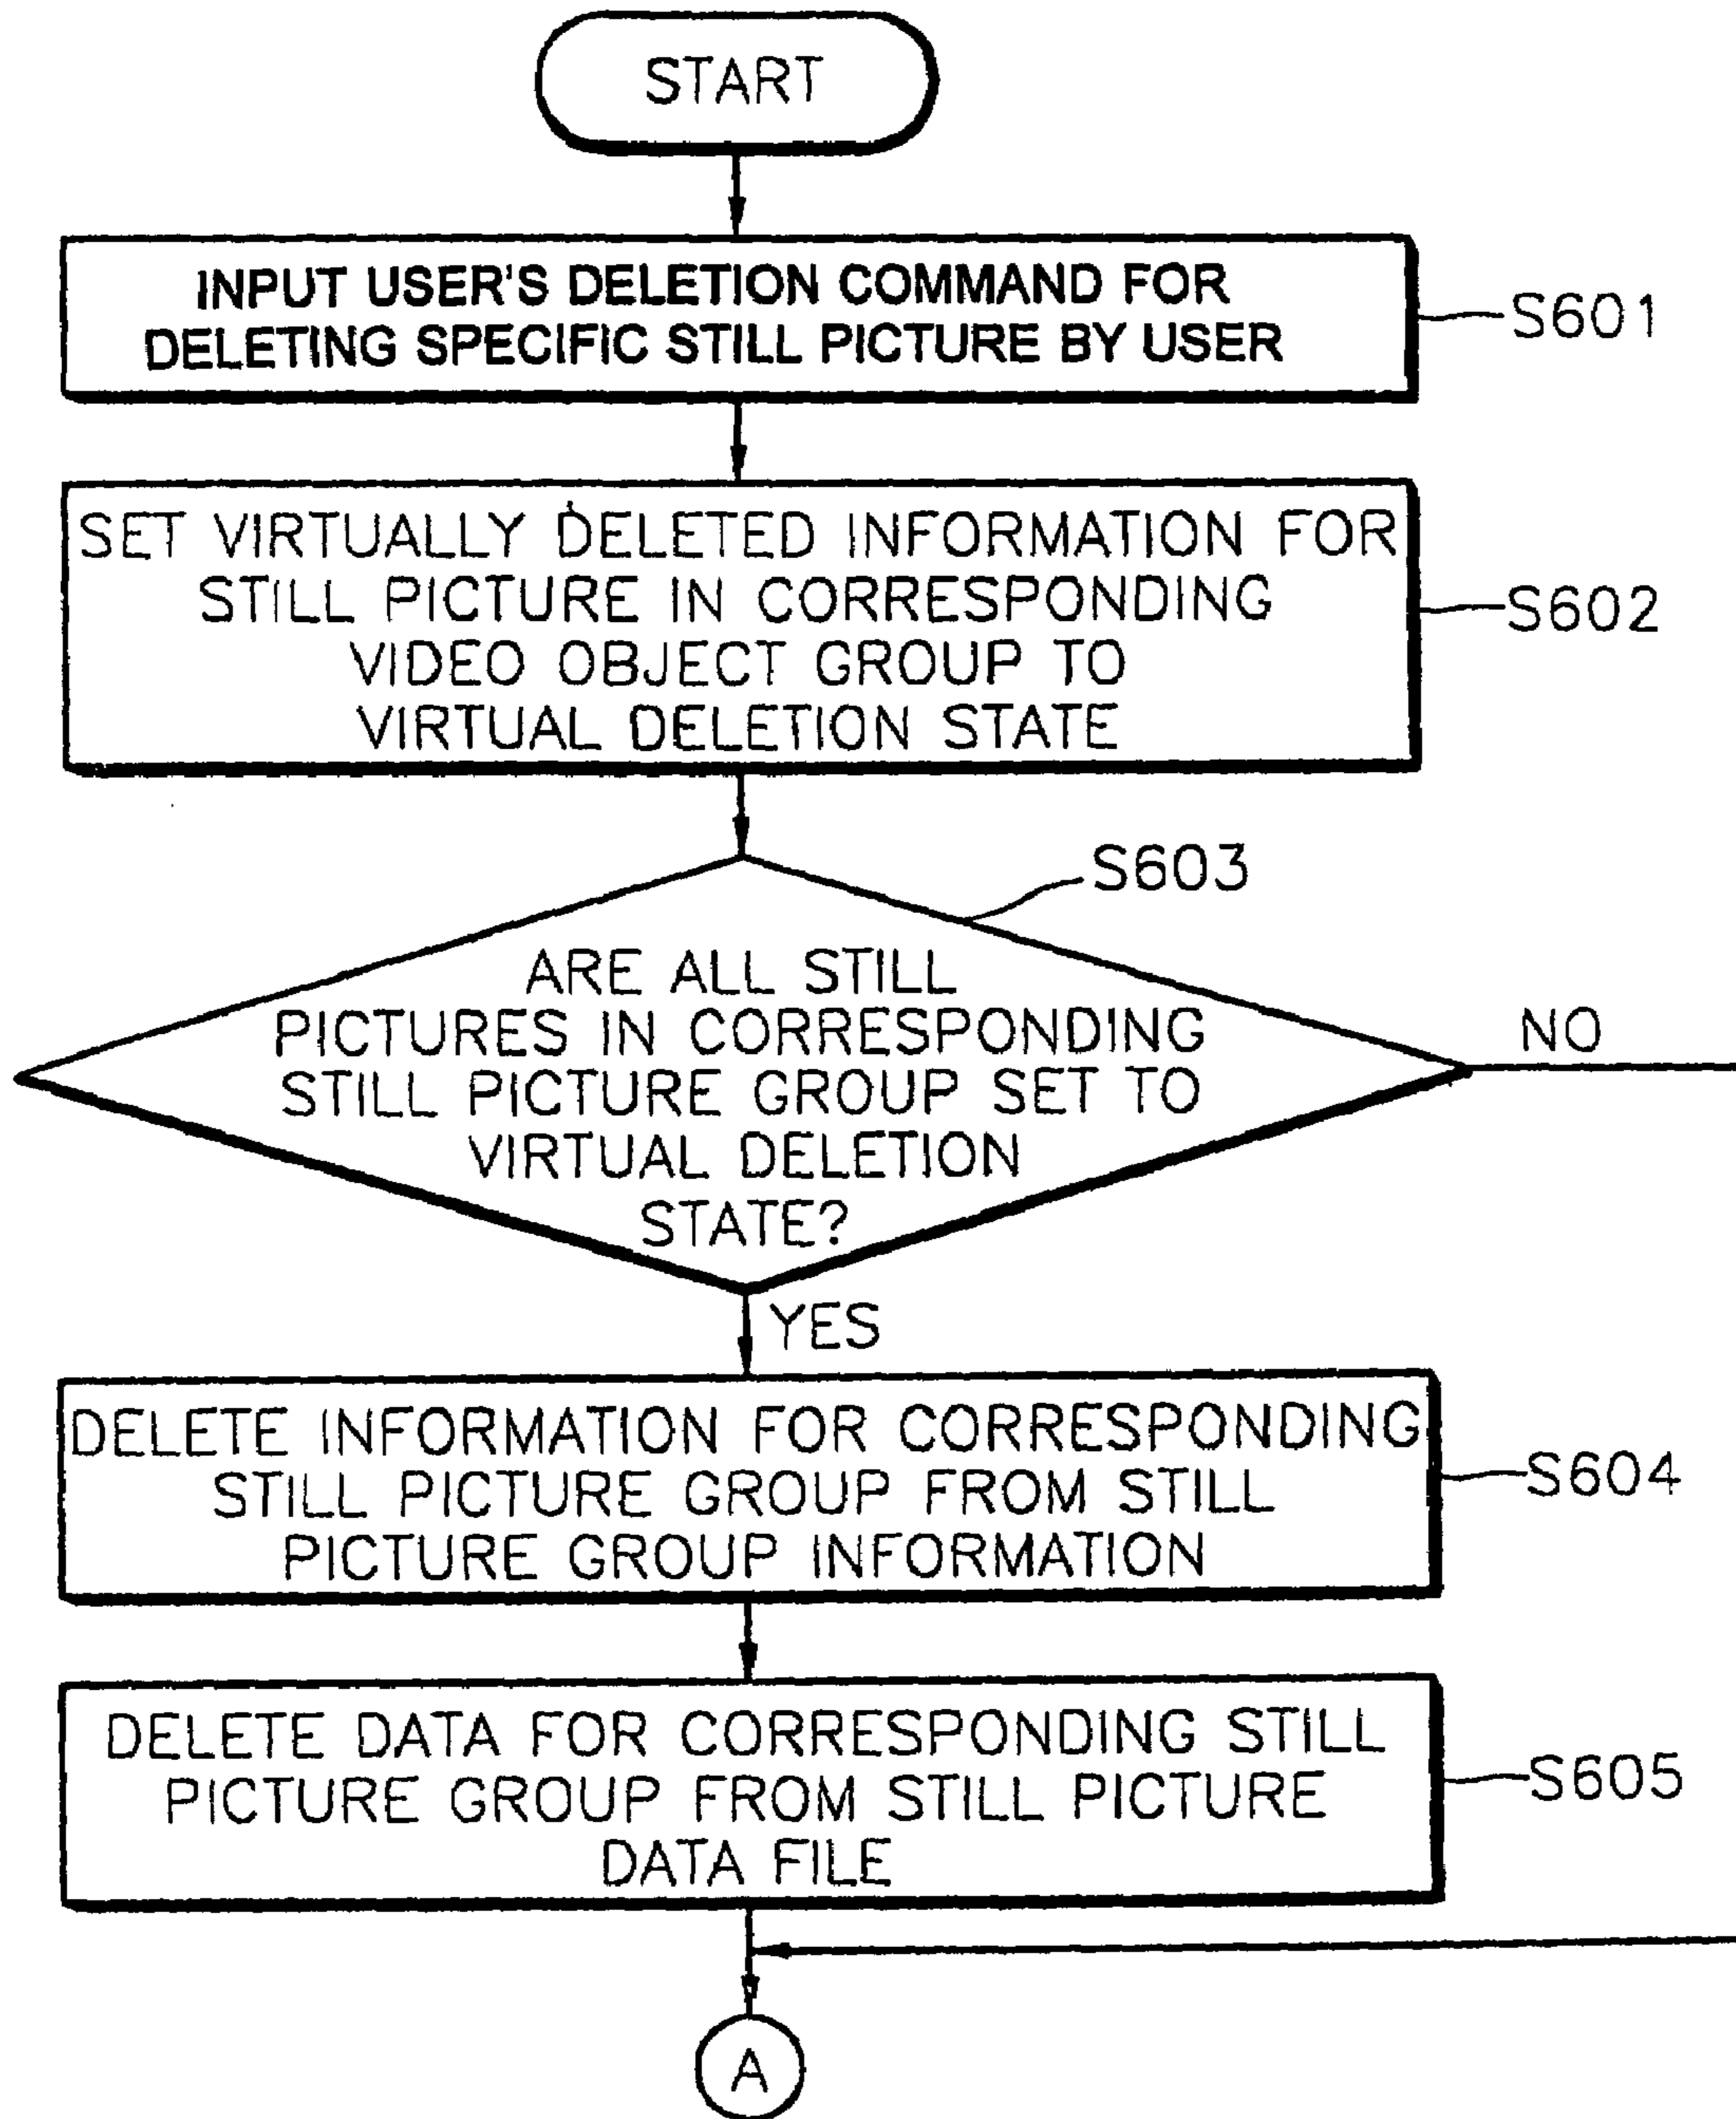 START
INPUT USER'S DELETION COMMAND FOR
DELETING SPECIFIC STILL PICTURE BY USER
S601
SET VIRTUALLY DELETED INFORMATION FOR
STILL PICTURE IN CORRESPONDING
VIDEO OBJECT GROUP TO
VIRTUAL DELETION STATE
S602
S603
ARE ALL STILL
PICTURES IN CORRESPONDING
STILL PICTURE GROUP SET TO
VIRTUAL DELETION
STATE?
NO
YES
DELETE INFORMATION FOR CORRESPONDING
STILL PICTURE GROUP FROM STILL
PICTURE GROUP INFORMATION
S604
DELETE DATA FOR CORRESPONDING STILL
PICTURE GROUP FROM STILL PICTURE
DATA FILE
S605
A